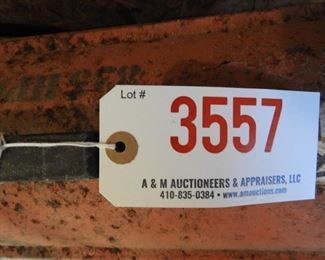 Lot #
3557
A & M AUCTIONEERS & APPRAISERS, LLC
410-835-0384 • www.amauctions.com